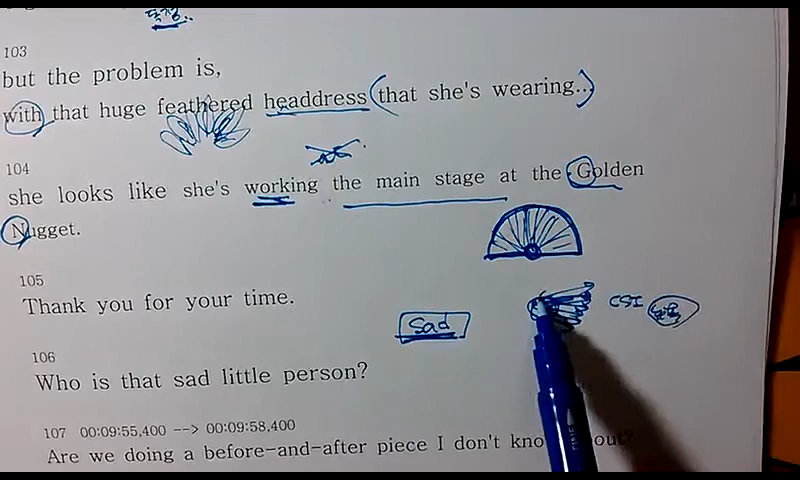 특징..
103
but the problem is,
with that huge feathered headdress (that she's wearing...)
104
she looks like she's working the main stage at the Golden
Nugget.
105
Thank you for your time.
CSI
Sad
106
Who is that sad little person?
107 00:09:55,400 --> 00:09:58,400
Are we doing a before-and-after piece I don't